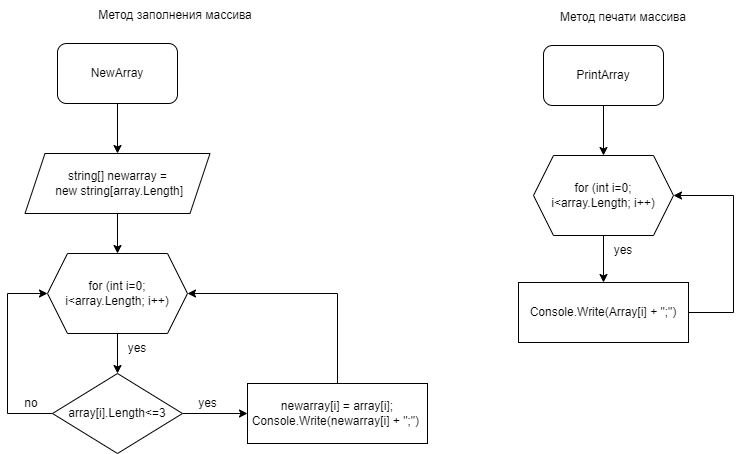 Метод заполнения массива
NewArray
string[] newarray =
new string[array.Length]
for (int i=0;
i<array.Length; i++)
yes
no
array[i].Length<=3
yes
newarray[i] = array[i];
Console.Write(newarray[i] + ";")
Метод печати массива
PrintArray
for (int i=0;
i<array.Length; i++)
yes
Console.Write(Array[i] + ";")